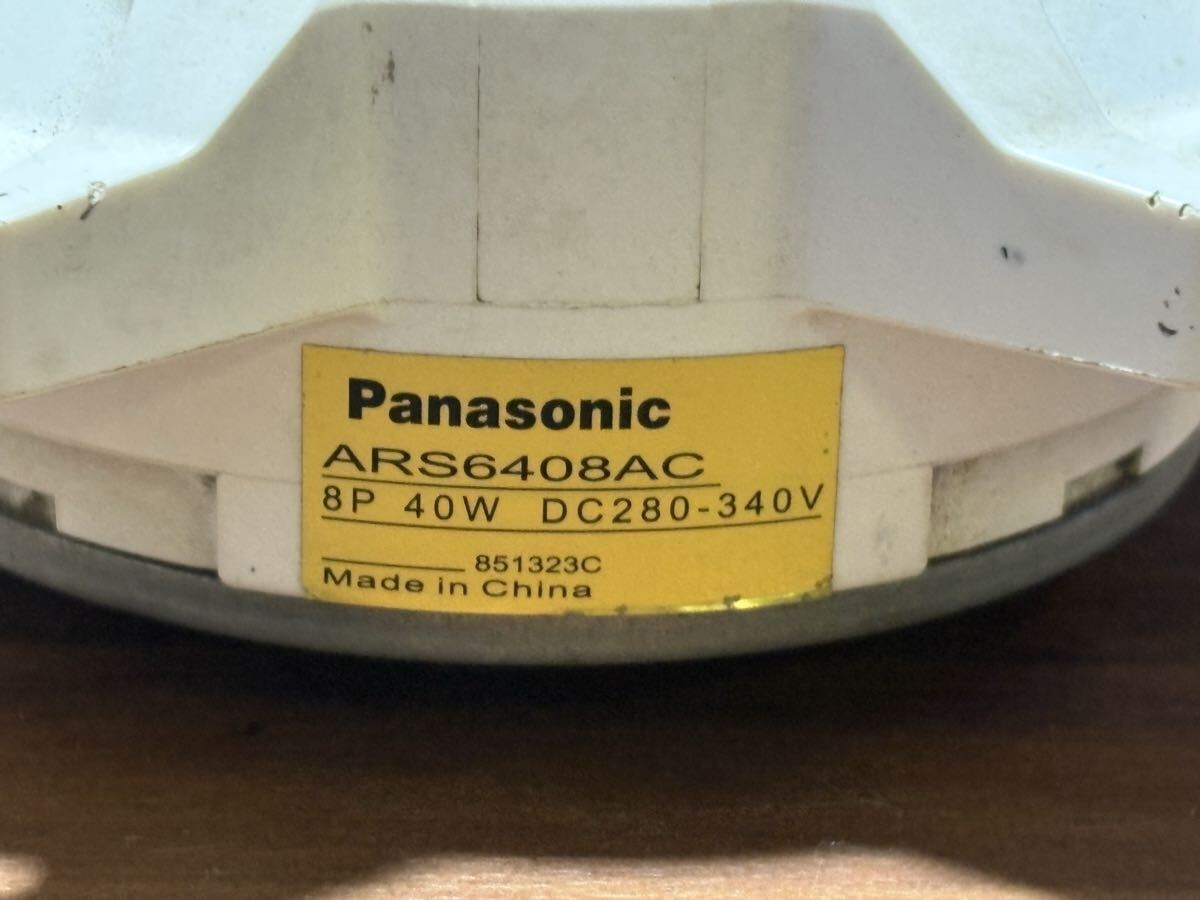 Panasonic
ARS6408AC
8P 40W DC280-340V
851323C
Made in China